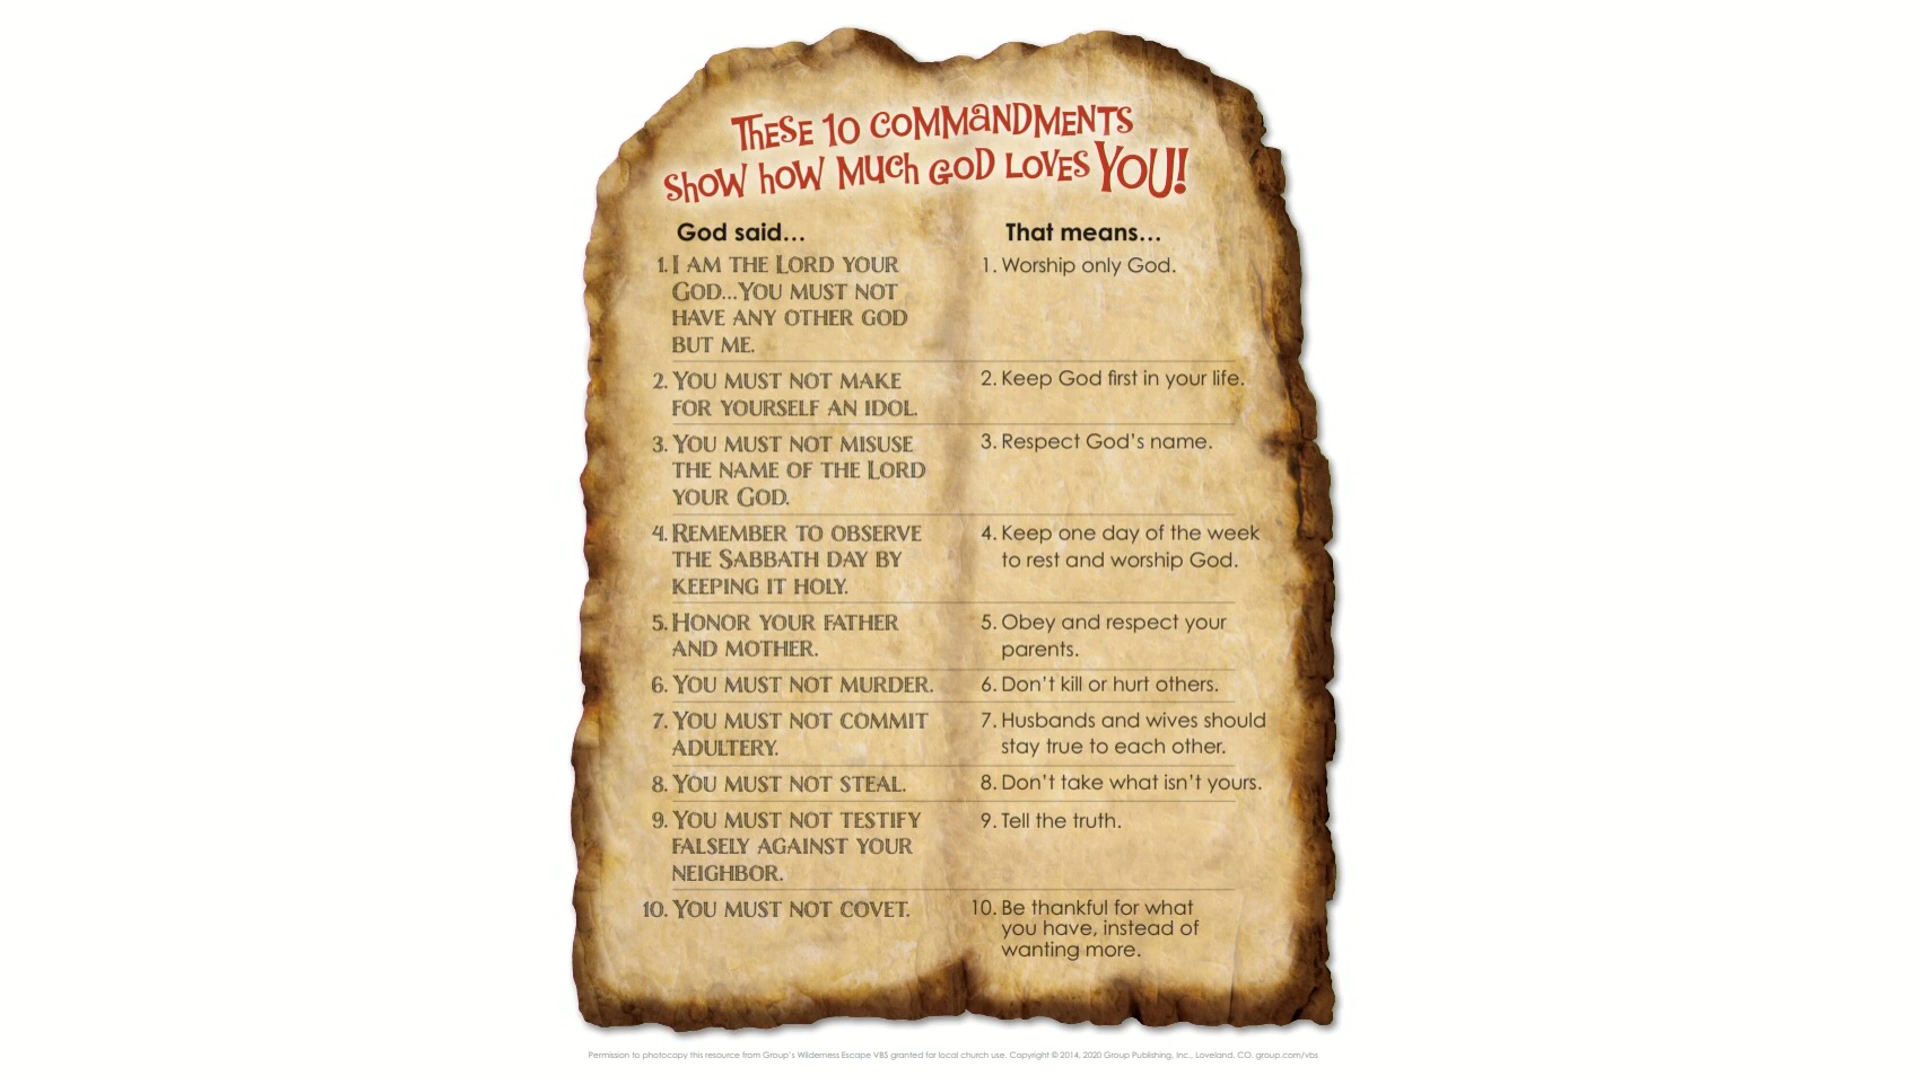 These 10 Commandments
show how much God loves YOU!
God said…
1. I am the Lord your
God...You must not
have any other god
but me.
2. You must not make
for yourself an idol.
3. You must not misuse
the name of the Lord
your God.
4. Remember to observe
the Sabbath day by
keeping it holy.
5. Honor your father
and mother.
6. You must not murder.
7. You must not commit
adultery.
8. You must not steal.
9. You must not testify
falsely against your
neighbor.
10. You must not covet.
That means…
1. Worship only God.
2. Keep God first in your life.
3. Respect God's name.
4. Keep one day of the week
to rest and worship God.
5. Obey and respect your
parents.
6. Don't kill or hurt others.
7. Husbands and wives should
stay true to each other.
8. Don't take what isn't yours.
9. Tell the truth.
10. Be thankful for what
you have, instead of
wanting more.
Permission to photocopy this resource from Group's Wilderness Escape VBS granted for local church use. Copyright © 2014, 2020 Group Publishing, Inc., Loveland, CO. group.com/vbs